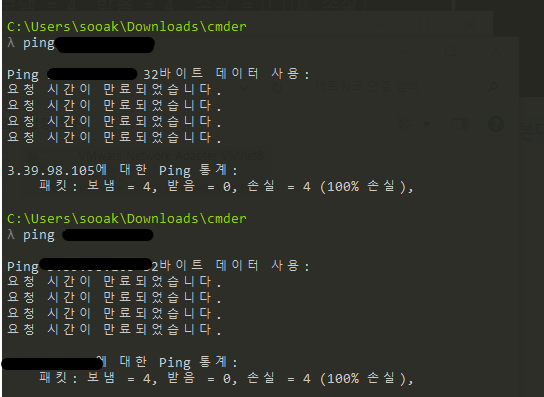 C:\Users\sooak\Downloads\cmder
λ ping
Ping 32바이트 데이터 사용:
요청 시간이 만료되었습니다.
요청 시간이 만료되었습니다.
요청 시간이 만료되었습니다.
요청 시간이 만료되었습니다.
3.39.98.105에 대한 Ping 통계:
패킷: 보냄 = 4, 받음 = 0, 손실 = 4 (100% 손실),
C:\Users\sooak\Downloads\cmder
λ ping
Ping 2바이트 데이터 사용:
요청 시간이 만료되었습니다.
요청 시간이 만료되었습니다.
요청 시간이 만료되었습니다.
요청 시간이 만료되었습니다.
에 대한 Ping 통계:
패킷: 보냄 = 4, 받음 = 0, 손실 = 4 (100% 손실),